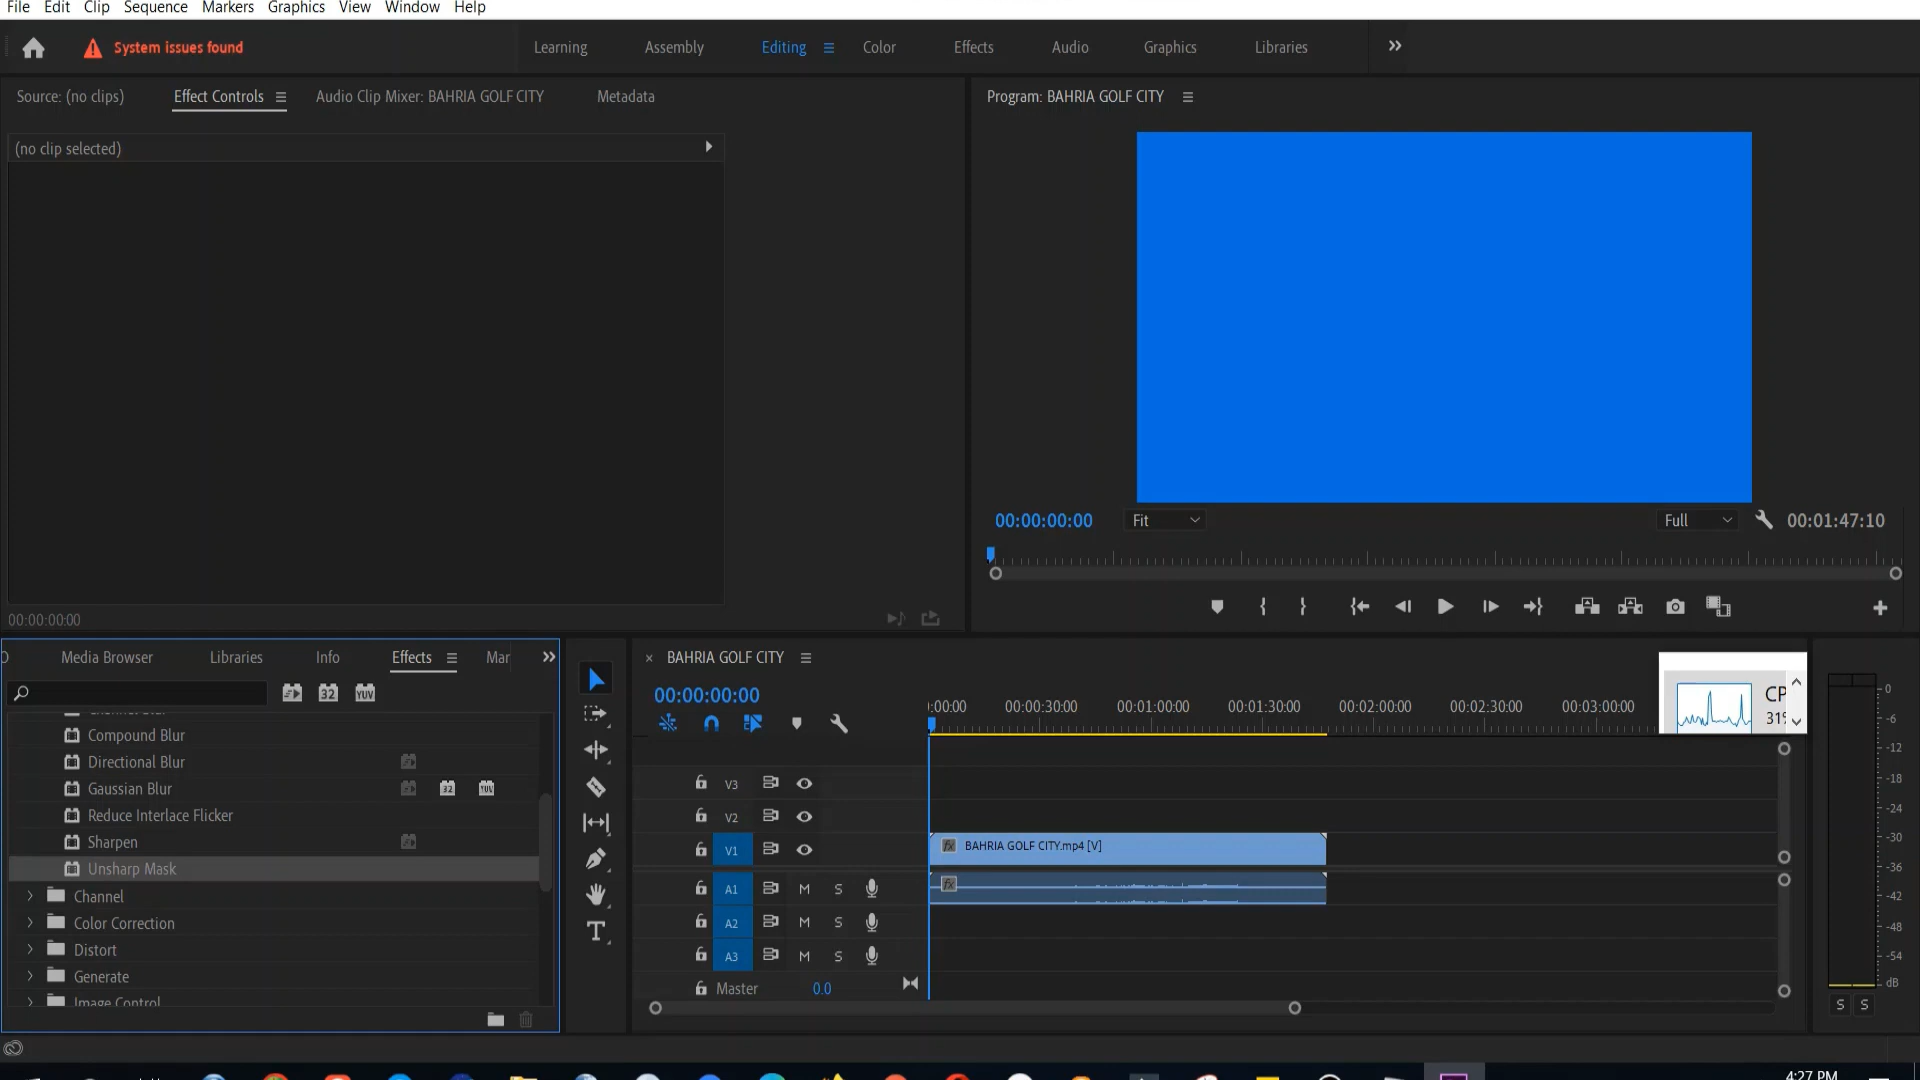 File Edit Clip Sequence Markers Graphics View Window Help
System issues found
Learning Assembly Editing Color Effects Audio Graphics Libraries
Source: (no clips) Effect Controls Audio Clip Mixer: BAHRIA GOLF CITY Metadata
Program: BAHRIA GOLF CITY
(no clip selected)
00:00:00:00 Fit Full 00:01:47:10
00:00:00:00
Media Browser Libraries Info Effects Mar
BAHRIA GOLF CITY
32 YUV
00:00:00:00
:00:00 00:00:30:00 00:01:00:00 00:01:30:00 00:02:00:00 00:02:30:00 00:03:00:00
CP
31%
Compound Blur
Directional Blur
Gaussian Blur 32 YUV
Reduce Interlace Flicker
Sharpen
Unsharp Mask
Channel
Color Correction
Distort
Generate
Image Control
V3
V2
V1 fx BAHRIA GOLF CITY.mp4 [V]
A1 M S fx
A2 M S
A3 M S
Master 0.0
0
-6
-12
-18
-24
-30
-36
-42
-48
-54
dB
S S
4:27 PM